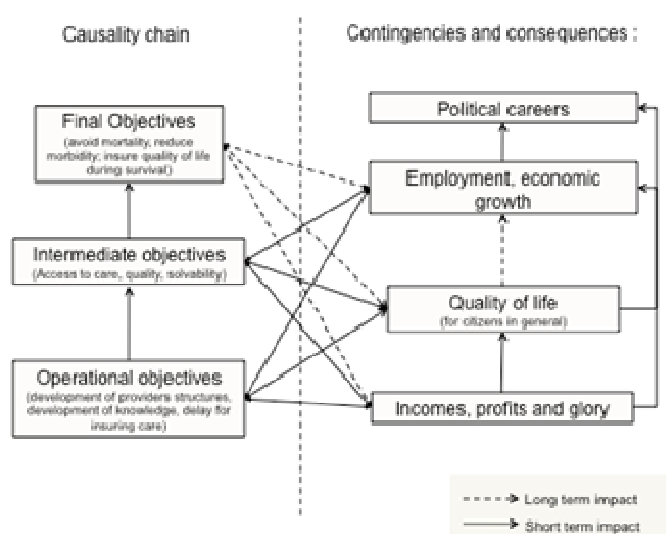 Causality chain
Contingencies and consequences :
Final Objectives
(avoid mortality, reduce
morbidity; insure quality of life
during survival)
Intermediate objectives
(Access to care, quality, solvability)
Operational objectives
(development of providers structures,
development of knowledge, delay for
insuring care)
Political careers
Employment, economic
growth
Quality of life
(for citizens in general)
Incomes, profits and glory
Long term impact
Short term impact